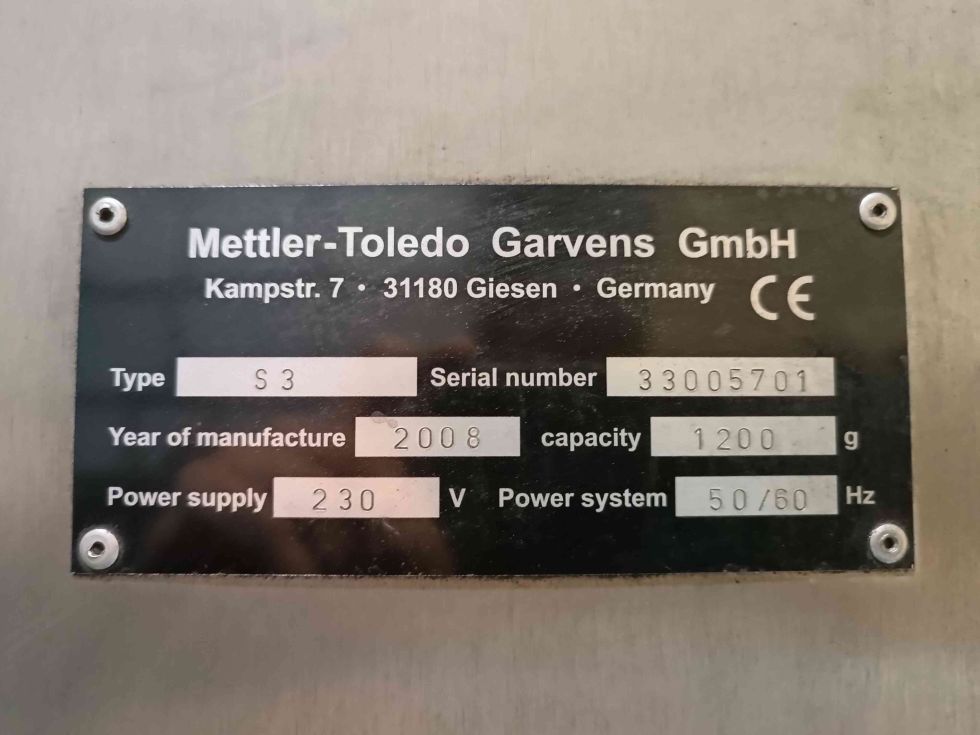 Mettler-Toledo Garvens GmbH
Kampstr. 7 • 31180 Giesen • Germany CE
Type S3 Serial number 33005701
Year of manufacture 2008 capacity 1200 g
Power supply 230 V Power system 50/60 Hz